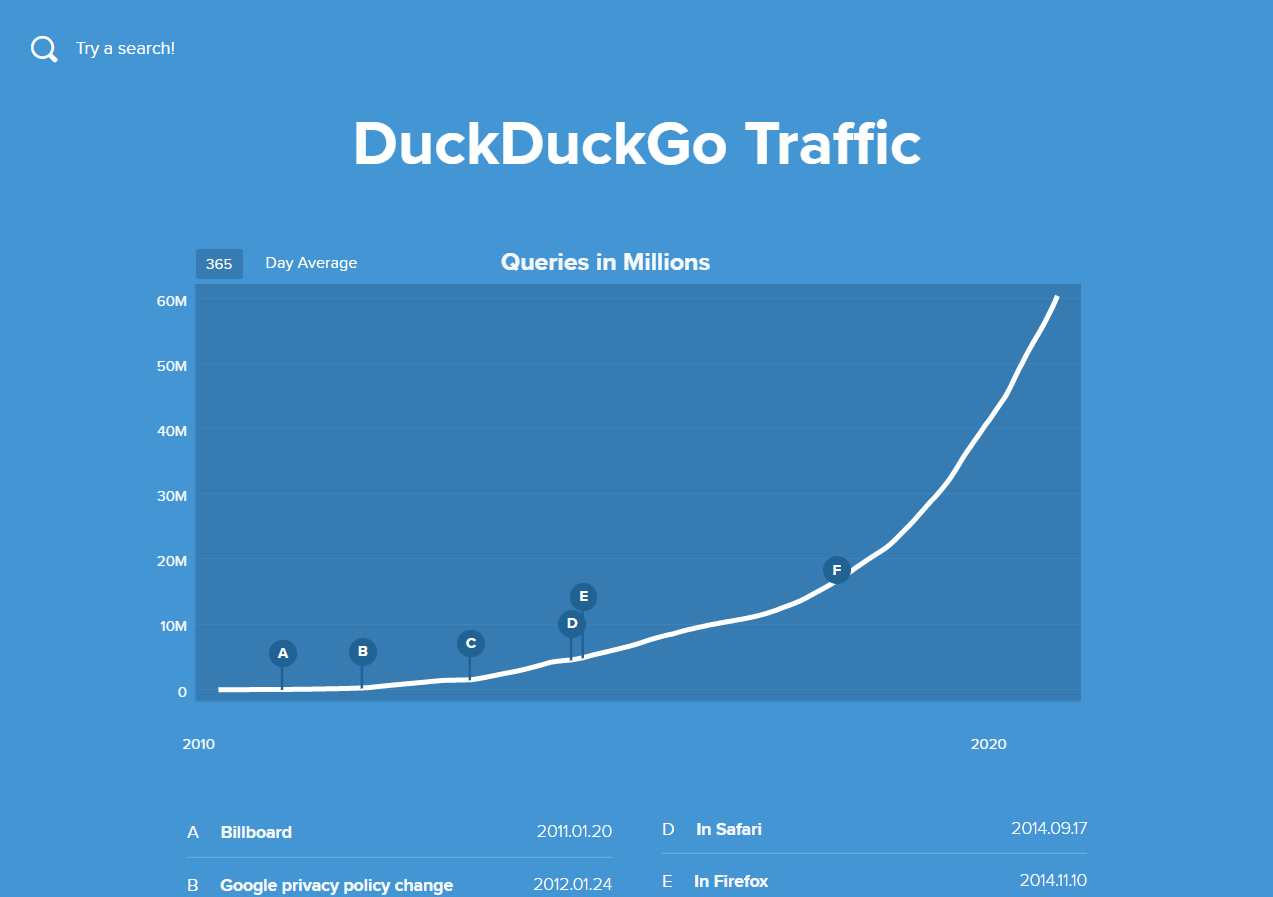 Try a search!
DuckDuckGo Traffic
365 Day Average
Queries in Millions
60M
50M
40M
30M
20M
10M
0
A
B
C
D
E
F
2010
2020
A Billboard 2011.01.20
B Google privacy policy change 2012.01.24
D In Safari 2014.09.17
E In Firefox 2014.11.10